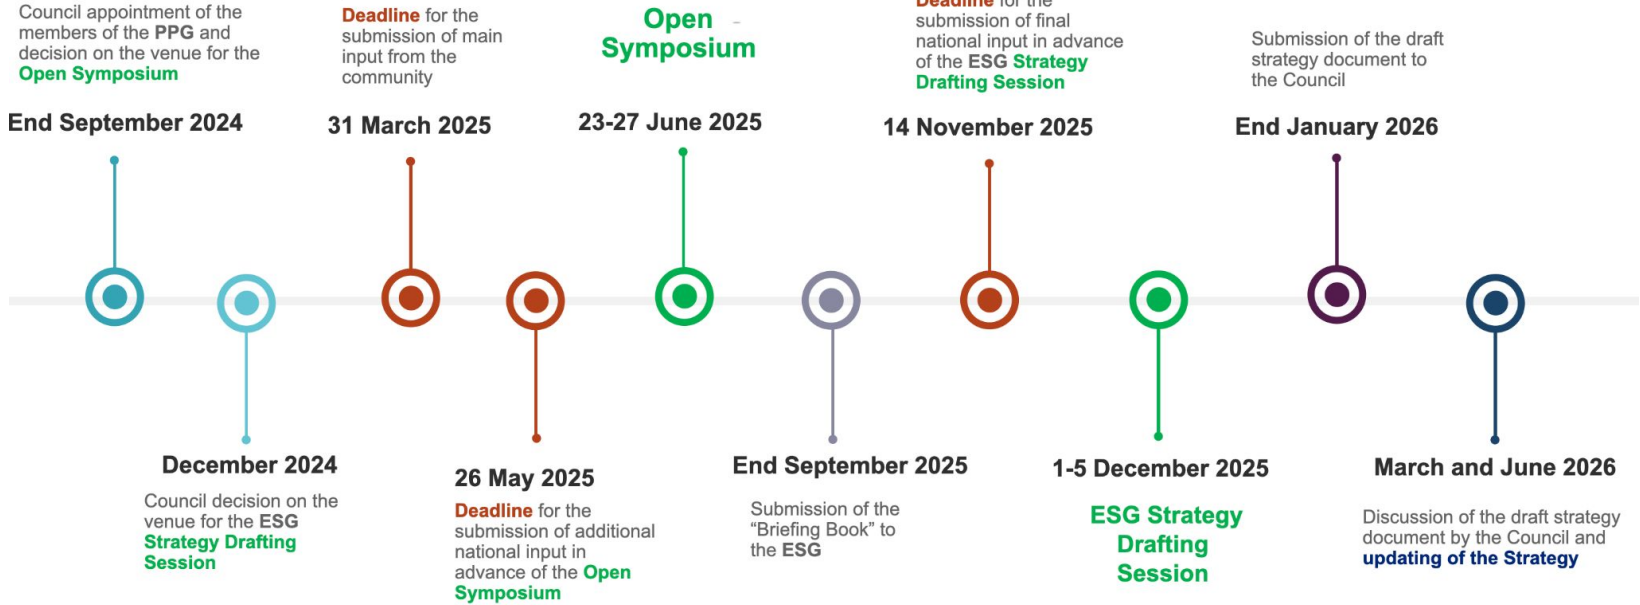 Council appointment of the
members of the PPG and
decision on the venue for the
Open Symposium
End September 2024
December 2024
Council decision on the
venue for the ESG
Strategy Drafting
Session
Deadline for the
submission of main
input from the
community
31 March 2025
26 May 2025
Deadline for the
submission of additional
national input in
advance of the Open
Symposium
Open
Symposium
23-27 June 2025
End September 2025
Submission of the
“Briefing Book” to
the ESG
Deadline for the
submission of final
national input in advance
of the ESG Strategy
Drafting Session
14 November 2025
1-5 December 2025
ESG Strategy
Drafting
Session
Submission of the draft
strategy document to
the Council
End January 2026
March and June 2026
Discussion of the draft strategy
document by the Council and
updating of the Strategy